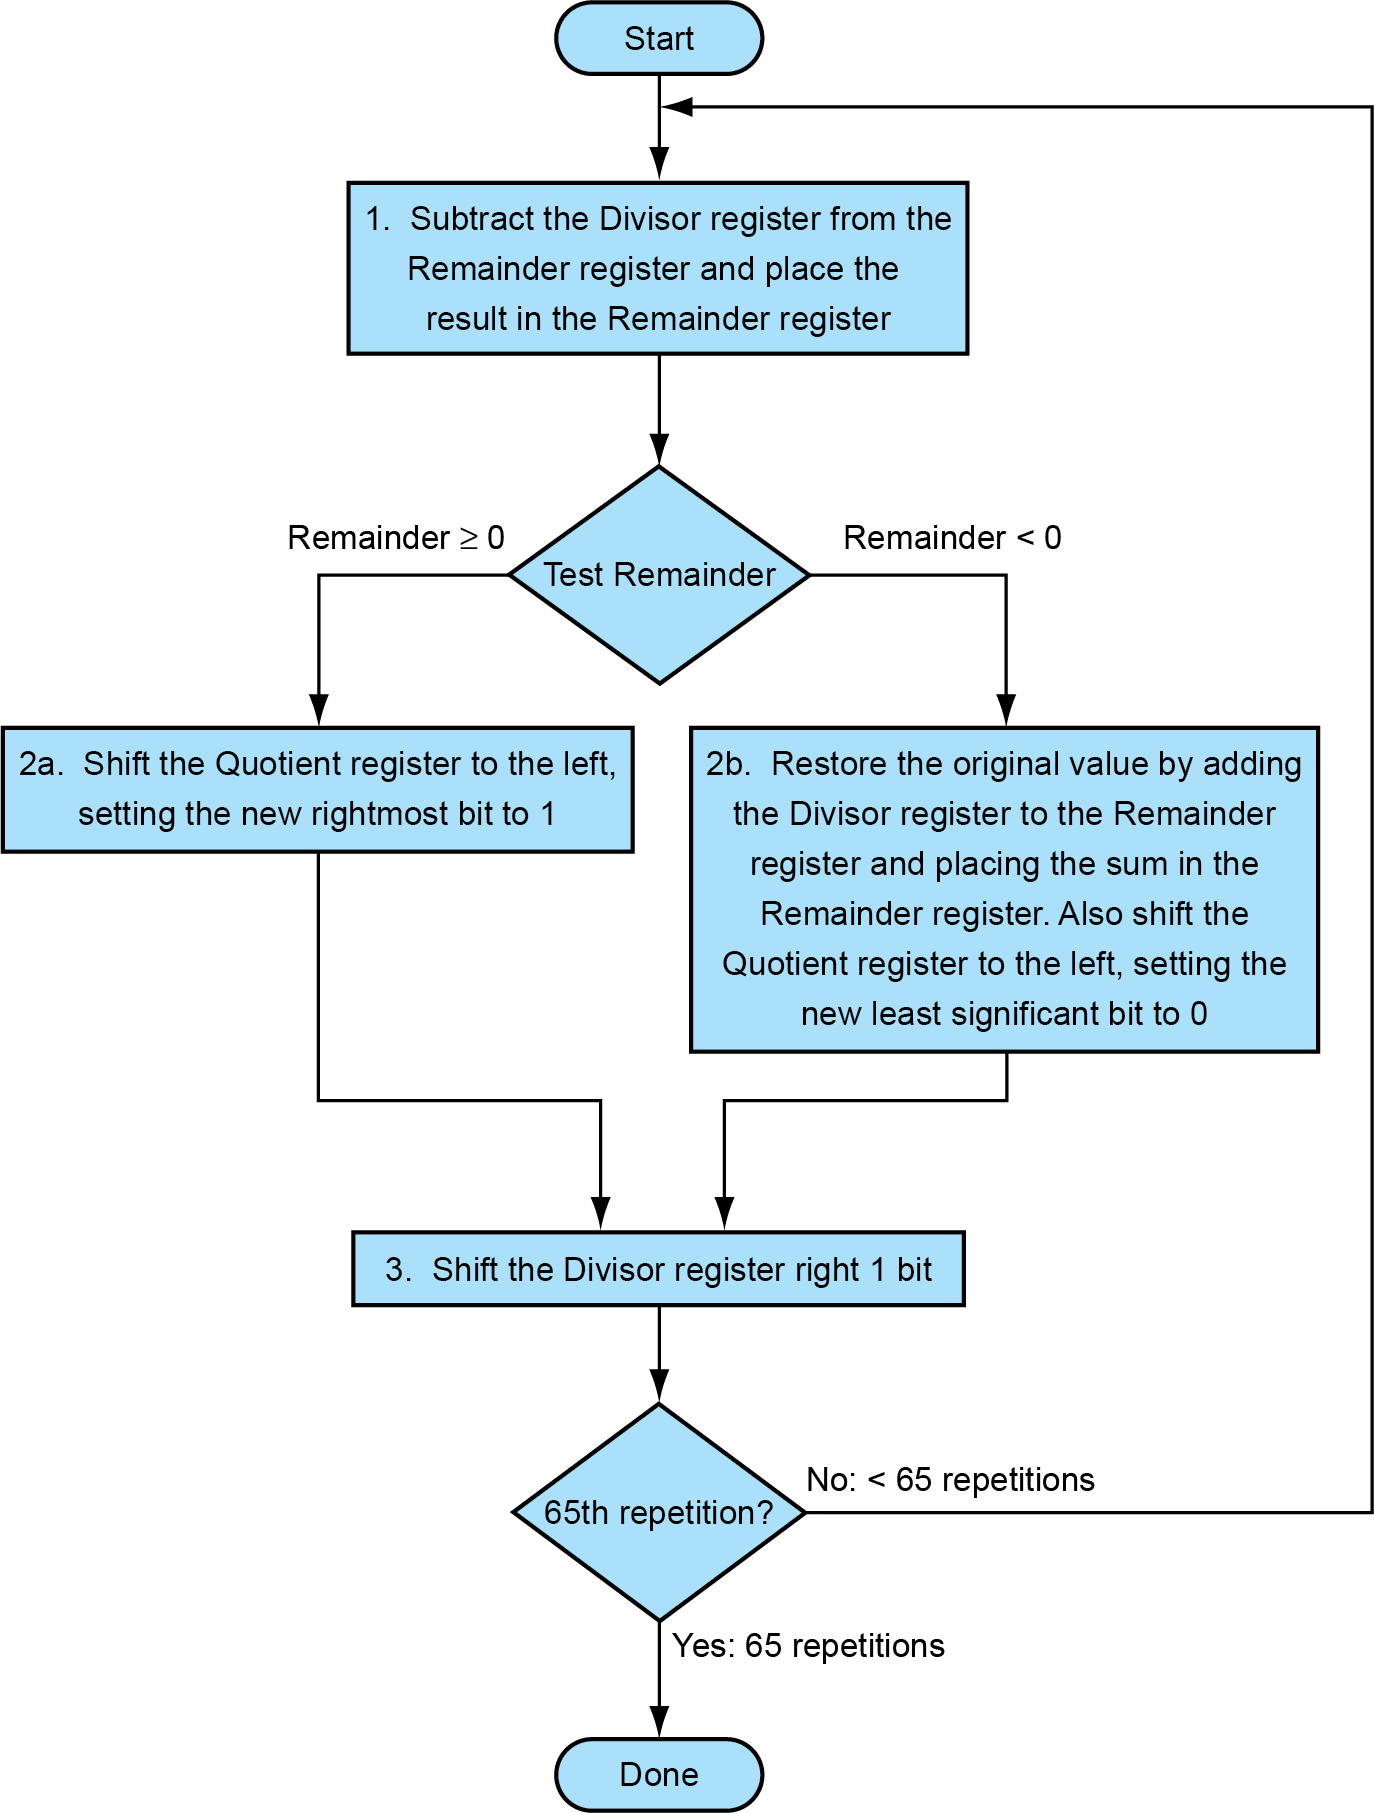 Start
1. Subtract the Divisor register from the
Remainder register and place the
result in the Remainder register
Remainder ≥ 0
Remainder < 0
Test Remainder
2a. Shift the Quotient register to the left,
setting the new rightmost bit to 1
2b. Restore the original value by adding
the Divisor register to the Remainder
register and placing the sum in the
Remainder register. Also shift the
Quotient register to the left, setting the
new least significant bit to 0
3. Shift the Divisor register right 1 bit
No: < 65 repetitions
65th repetition?
Yes: 65 repetitions
Done